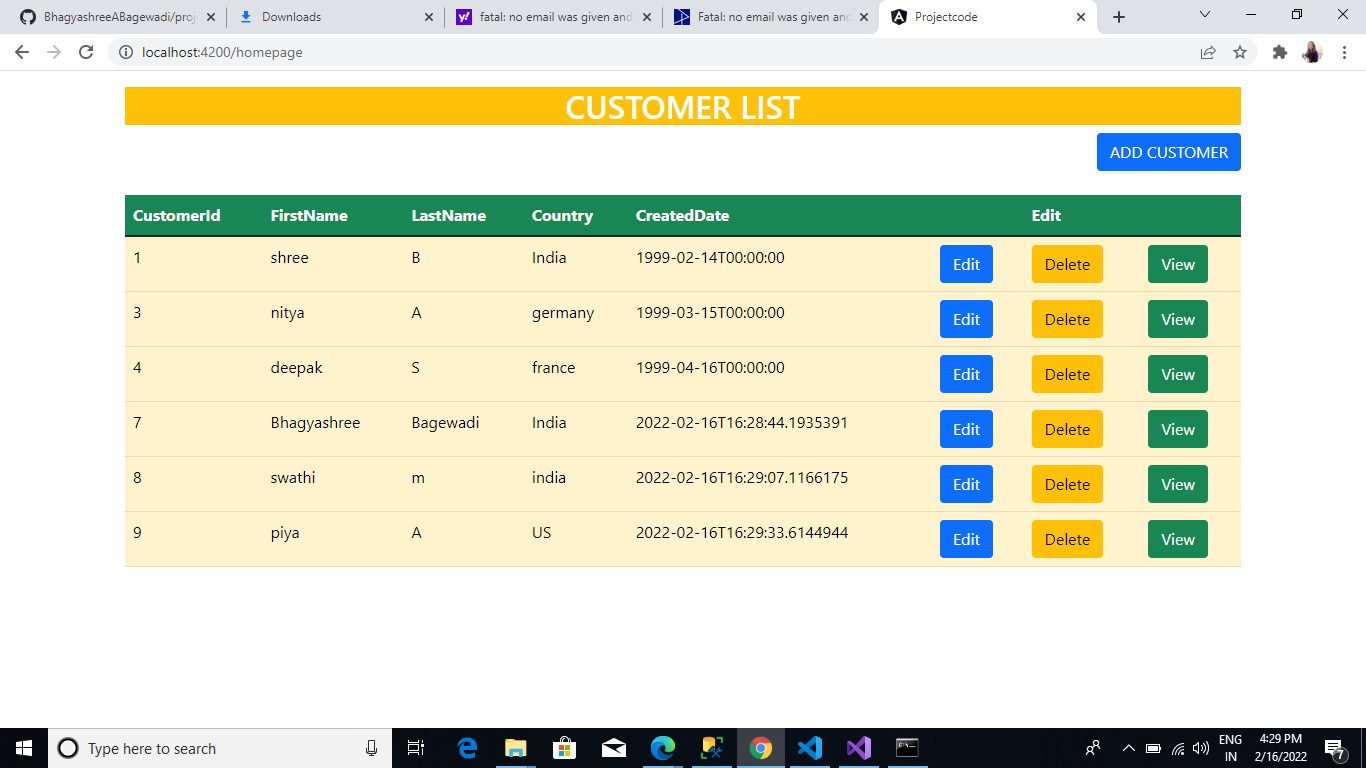 BhagyashreeABagewadi/proj
Downloads
fatal: no email was given and
Fatal: no email was given and
Projectcode
localhost:4200/homepage
CUSTOMER LIST
ADD CUSTOMER
CustomerId FirstName LastName Country CreatedDate Edit
1 shree B India 1999-02-14T00:00:00 Edit Delete View
3 nitya A germany 1999-03-15T00:00:00 Edit Delete View
4 deepak S france 1999-04-16T00:00:00 Edit Delete View
7 Bhagyashree Bagewadi India 2022-02-16T16:28:44.1935391 Edit Delete View
8 swathi m india 2022-02-16T16:29:07.1166175 Edit Delete View
9 piya A US 2022-02-16T16:29:33.6144944 Edit Delete View
Type here to search
ENG
IN
4:29 PM
2/16/2022
7